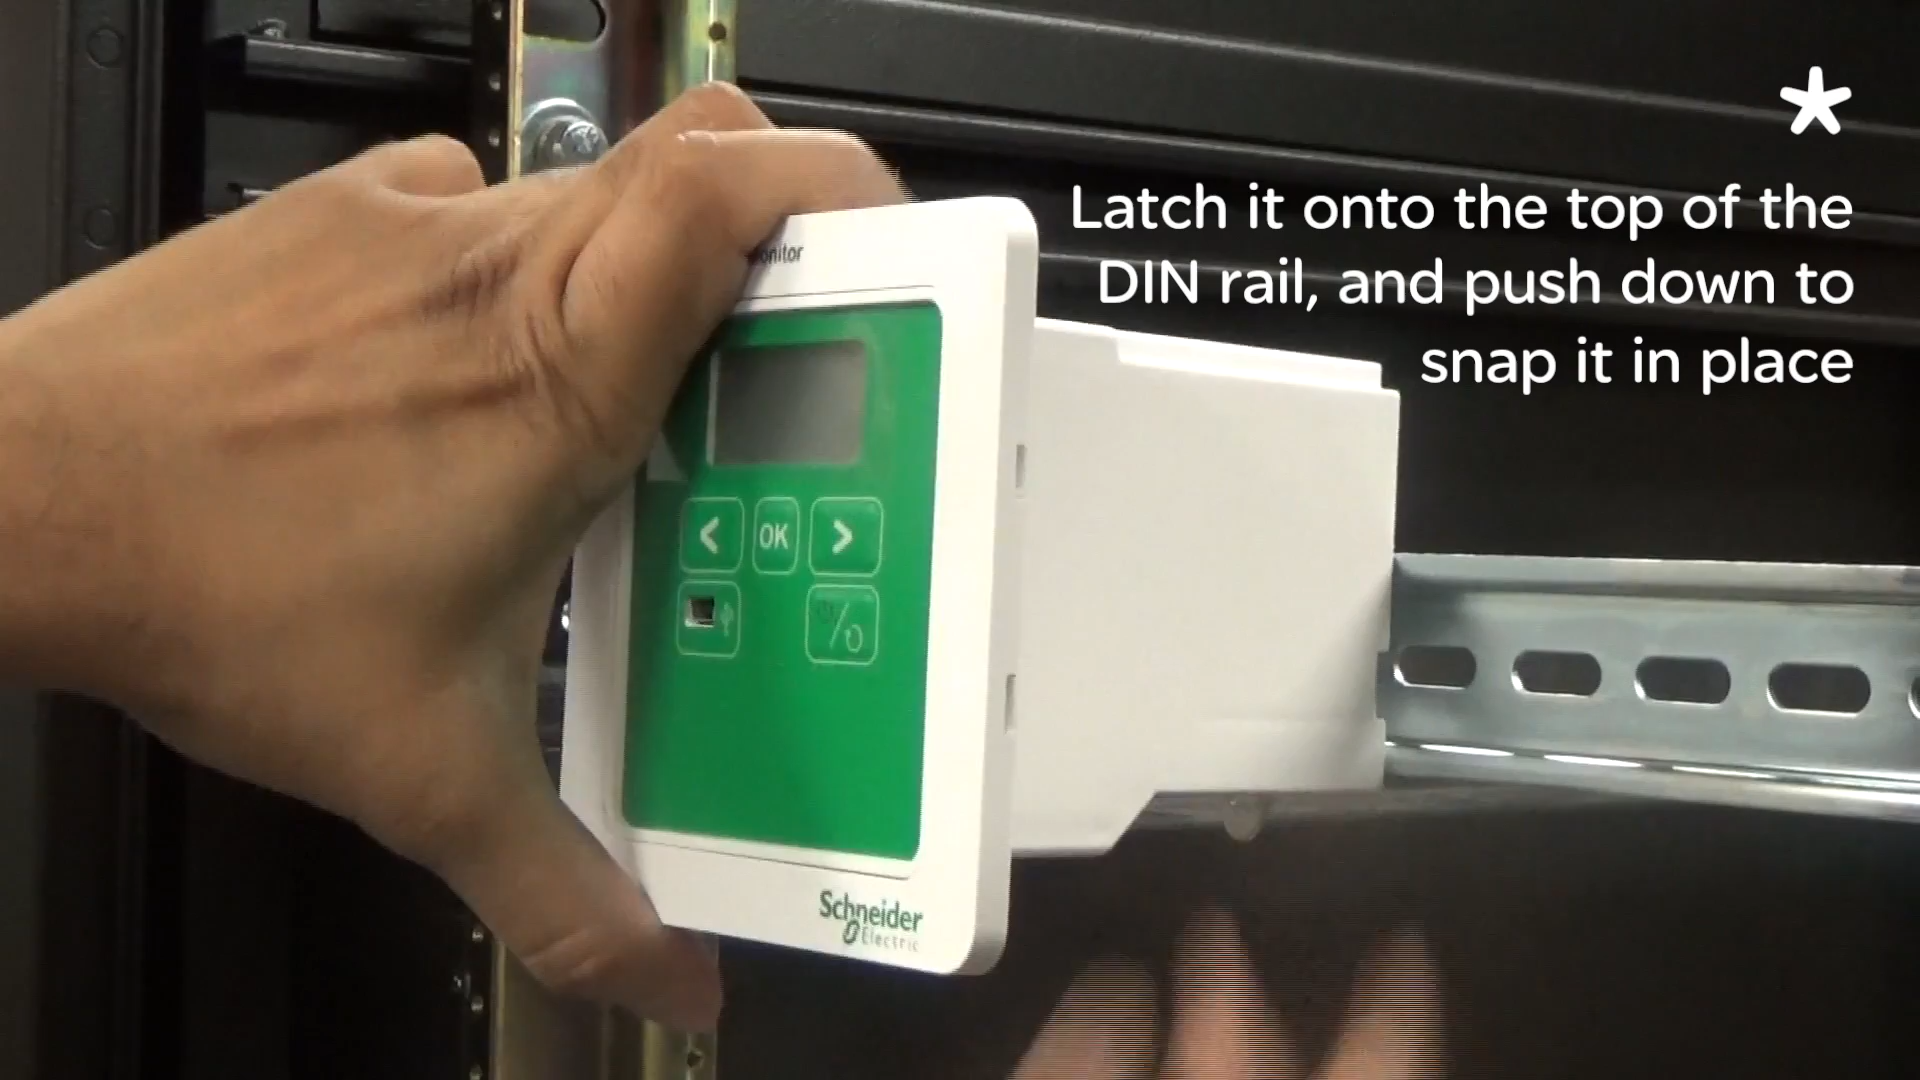 Latch it onto the top of the
DIN rail, and push down to
snap it in place
<
OK
>
Schneider
Electric